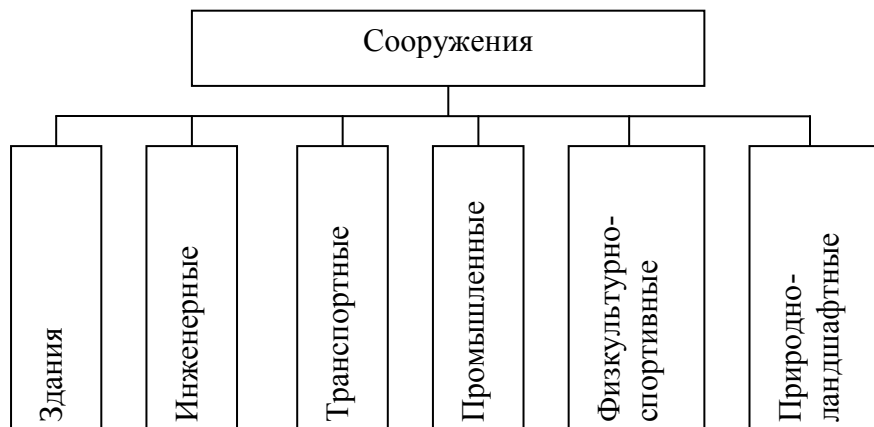 Сооружения
Здания
Инженерные
Транспортные
Промышленные
Физкультурно-
спортивные
Природно-
ландшафтные